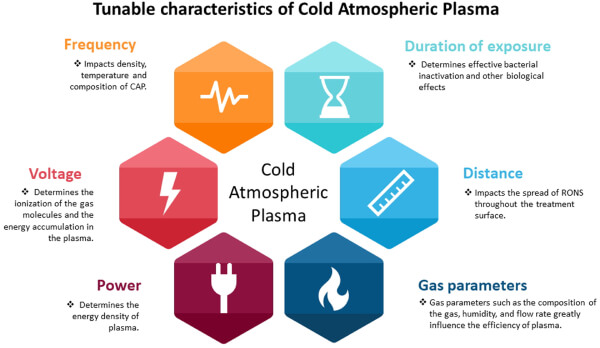 Tunable characteristics of Cold Atmospheric Plasma
Frequency
❖ Impacts density,
temperature and
composition of CAP.
Duration of exposure
❖ Determines effective bacterial
inactivation and other biological
effects
Voltage
❖ Determines the
ionization of the gas
molecules and the
energy accumulation in
the plasma.
Cold
Atmospheric
Plasma
Distance
❖ Impacts the spread of RONS
throughout the treatment
surface.
Power
❖ Determines the
energy density of
plasma.
Gas parameters
❖ Gas parameters such as the composition of
the gas, humidity, and flow rate greatly
influence the efficiency of plasma.